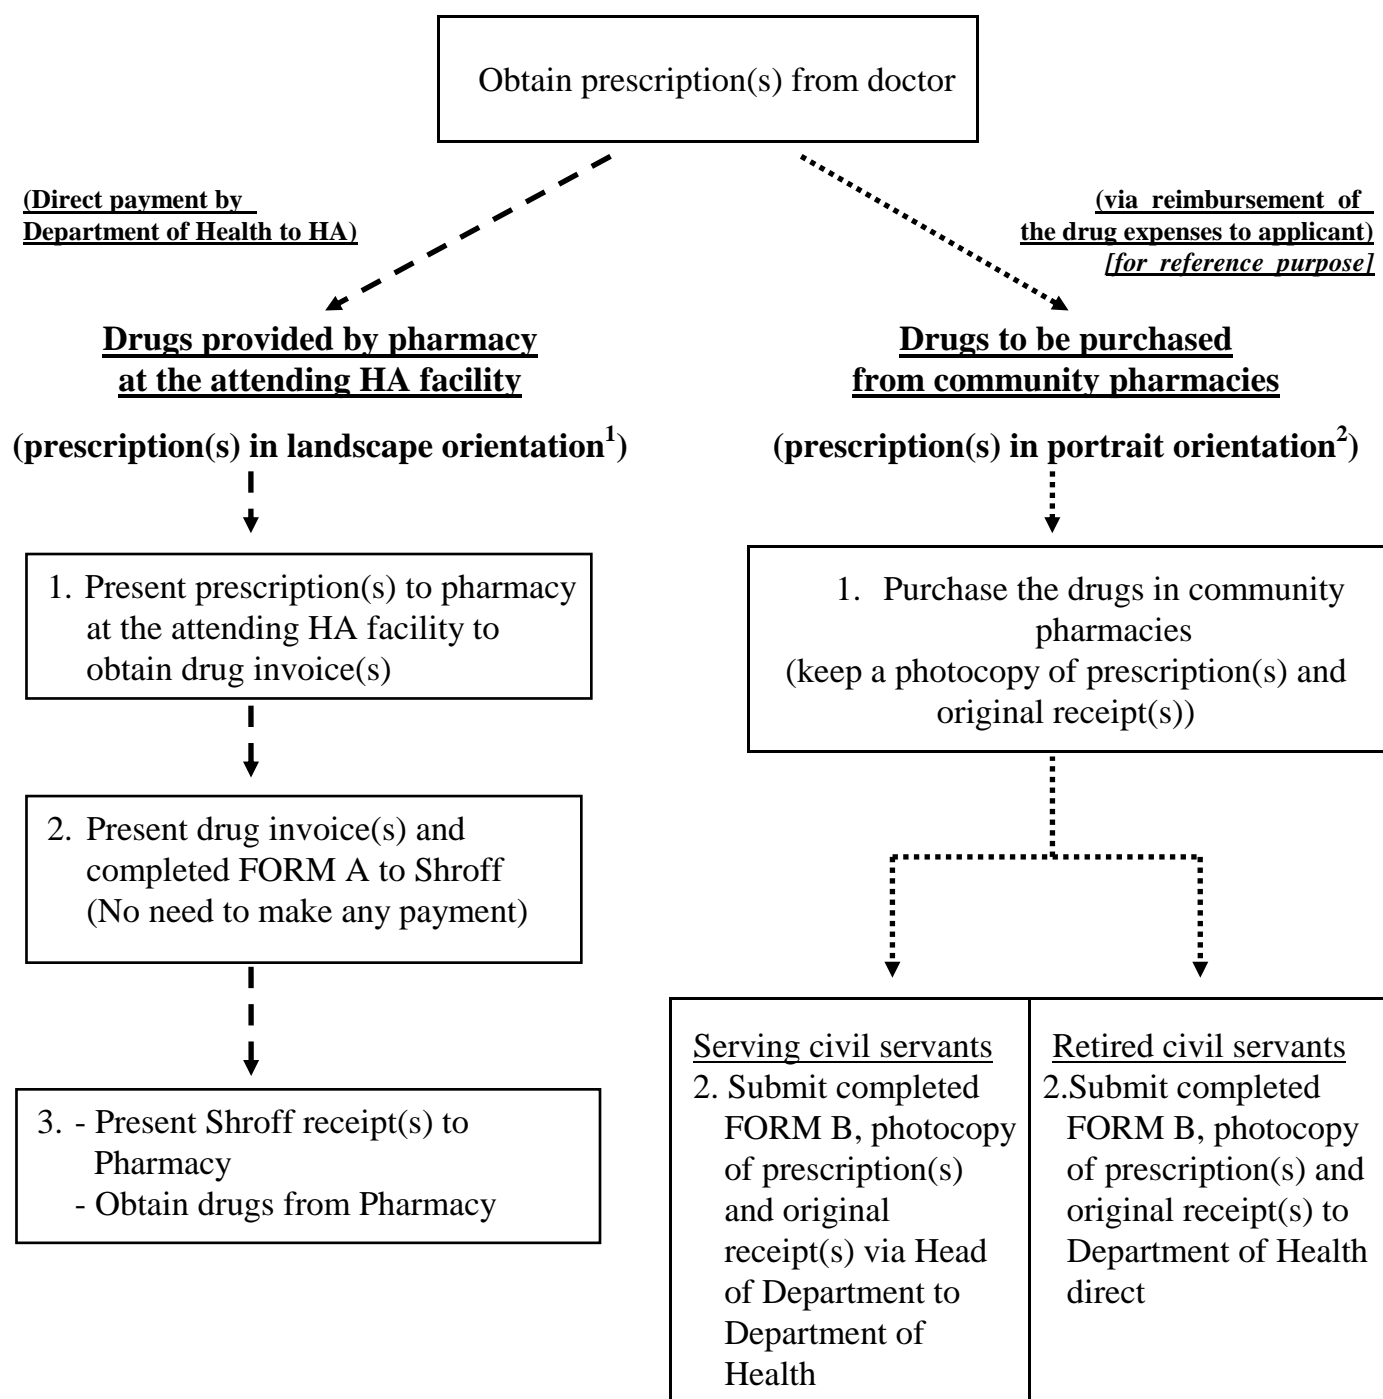 Obtain prescription(s) from doctor
(Direct payment by
Department of Health to HA)
(via reimbursement of
the drug expenses to applicant)
[for reference purpose]
Drugs provided by pharmacy
at the attending HA facility
(prescription(s) in landscape orientation1)
Drugs to be purchased
from community pharmacies
(prescription(s) in portrait orientation2)
1. Present prescription(s) to pharmacy
at the attending HA facility to
obtain drug invoice(s)
2. Present drug invoice(s) and
completed FORM A to Shroff
(No need to make any payment)
3. - Present Shroff receipt(s) to
Pharmacy
- Obtain drugs from Pharmacy
1. Purchase the drugs in community
pharmacies
(keep a photocopy of prescription(s) and
original receipt(s))
Serving civil servants
2. Submit completed
FORM B, photocopy
of prescription(s)
and original
receipt(s) via Head
of Department to
Department of
Health
Retired civil servants
2.Submit completed
FORM B, photocopy
of prescription(s) and
original receipt(s) to
Department of Health
direct